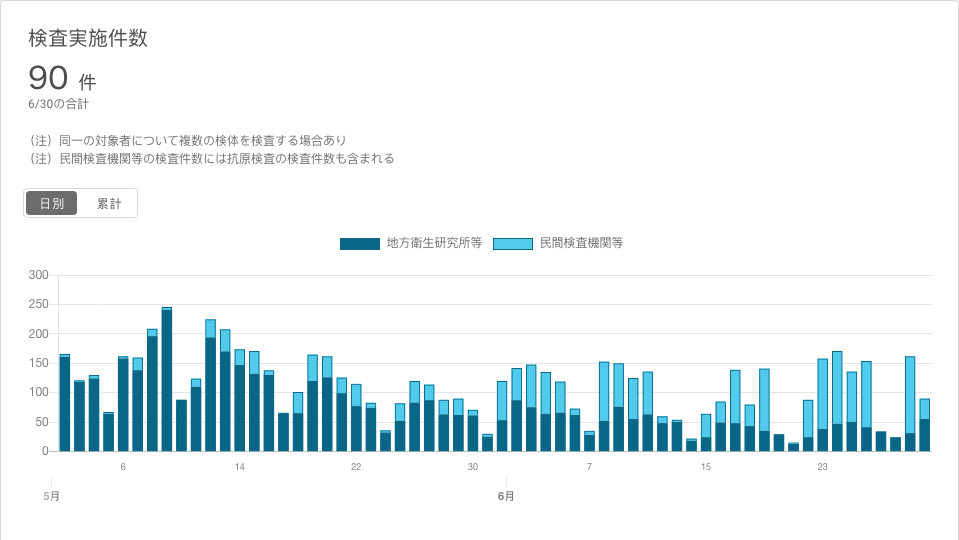 検査実施件数
90 件
6/30の合計
（注）同一の対象者について複数の検体を検査する場合あり
（注）民間検査機関等の検査件数には抗原検査の検査件数も含まれる
日別 累計
地方衛生研究所等 民間検査機関等
300
250
200
150
100
50
0
6 14 22 30 7 15 23
5月 6月